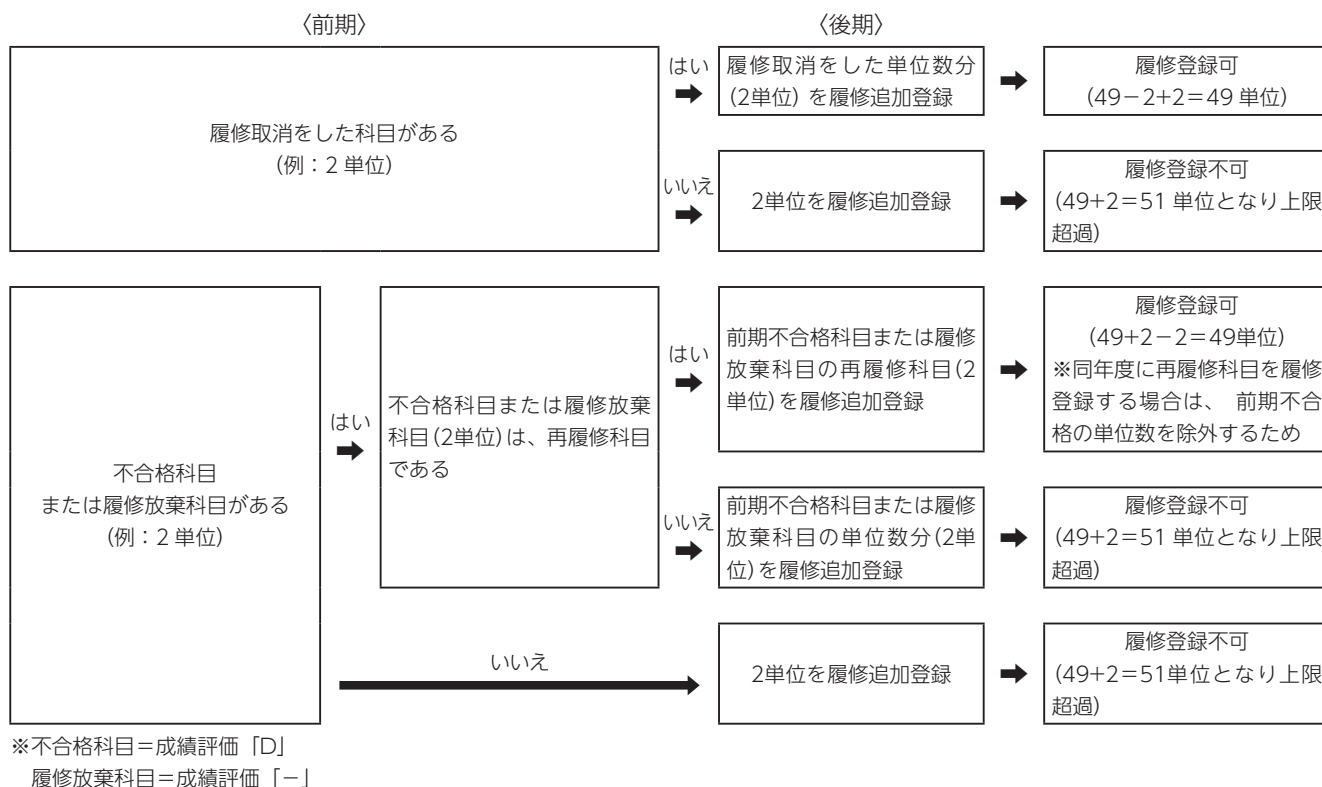 〈前期〉
〈後期〉
履修取消をした科目がある
(例：2 単位)
はい
履修取消をした単位数分
(2単位) を履修追加登録
履修登録可
(49－2+2＝49 単位)
いいえ
2単位を履修追加登録
履修登録不可
(49+2＝51 単位となり上限
超過)
不合格科目
または履修放棄科目がある
(例：2 単位)
はい
不合格科目または履修放棄
科目(2単位)は、再履修科目
である
はい
前期不合格科目または履修
放棄科目の再履修科目(2
単位)を履修追加登録
履修登録可
(49+2－2＝49単位)
※同年度に再履修科目を履修
登録する場合は、 前期不合
格の単位数を除外するため
いいえ
前期不合格科目または履修
放棄科目の単位数分(2単
位)を履修追加登録
履修登録不可
(49+2＝51 単位となり上限
超過)
いいえ
2単位を履修追加登録
履修登録不可
(49+2＝51単位となり上限
超過)
※不合格科目＝成績評価「D」
履修放棄科目＝成績評価「－」